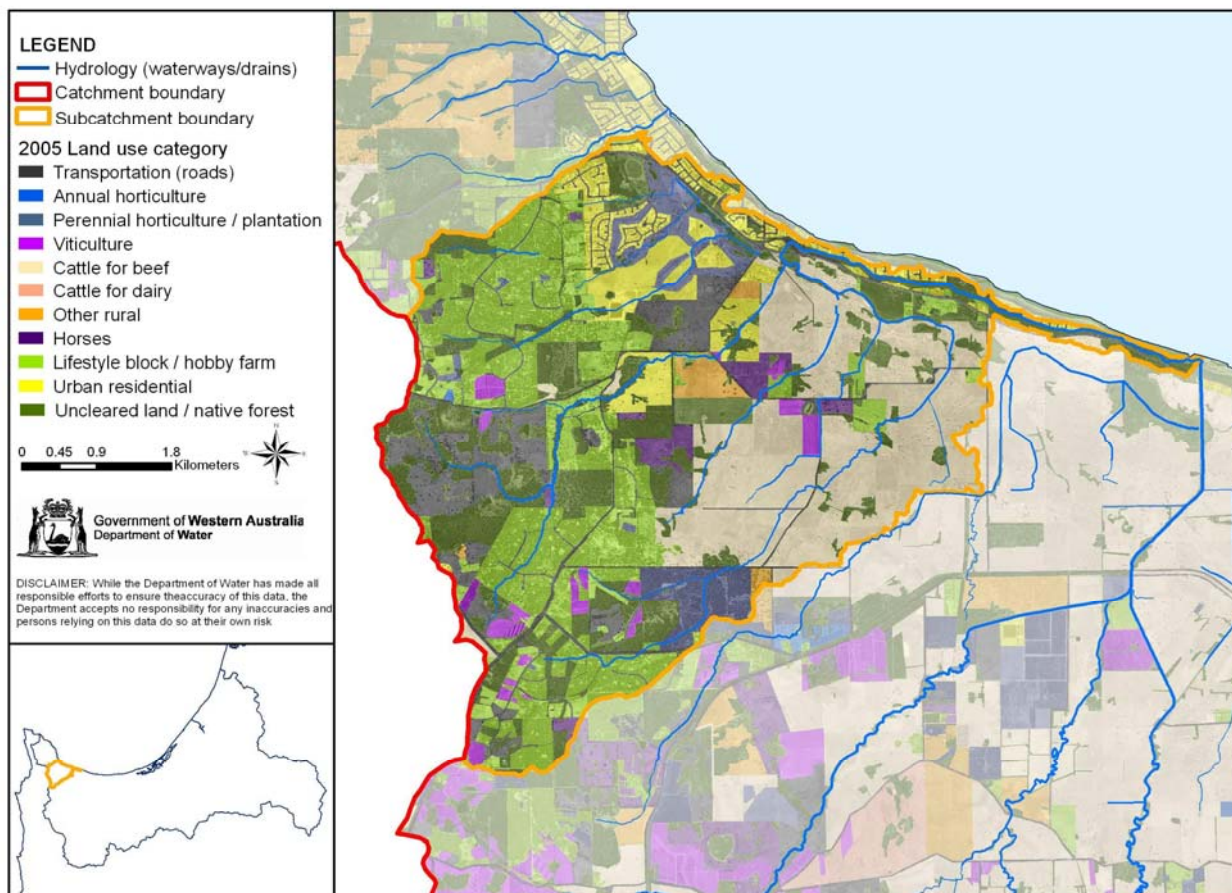 LEGEND
Hydrology (waterways/drains)
Catchment boundary
Subcatchment boundary
2005 Land use category
Transportation (roads)
Annual horticulture
Perennial horticulture / plantation
Viticulture
Cattle for beef
Cattle for dairy
Other rural
Horses
Lifestyle block / hobby farm
Urban residential
Uncleared land / native forest
0 0.45 0.9 1.8
Kilometers
N
W E
S
Government of Western Australia
Department of Water
DISCLAIMER: While the Department of Water has made all
responsible efforts to ensure theaccuracy of this data, the
Department accepts no responsibility for any inaccuracies and
persons relying on this data do so at their own risk